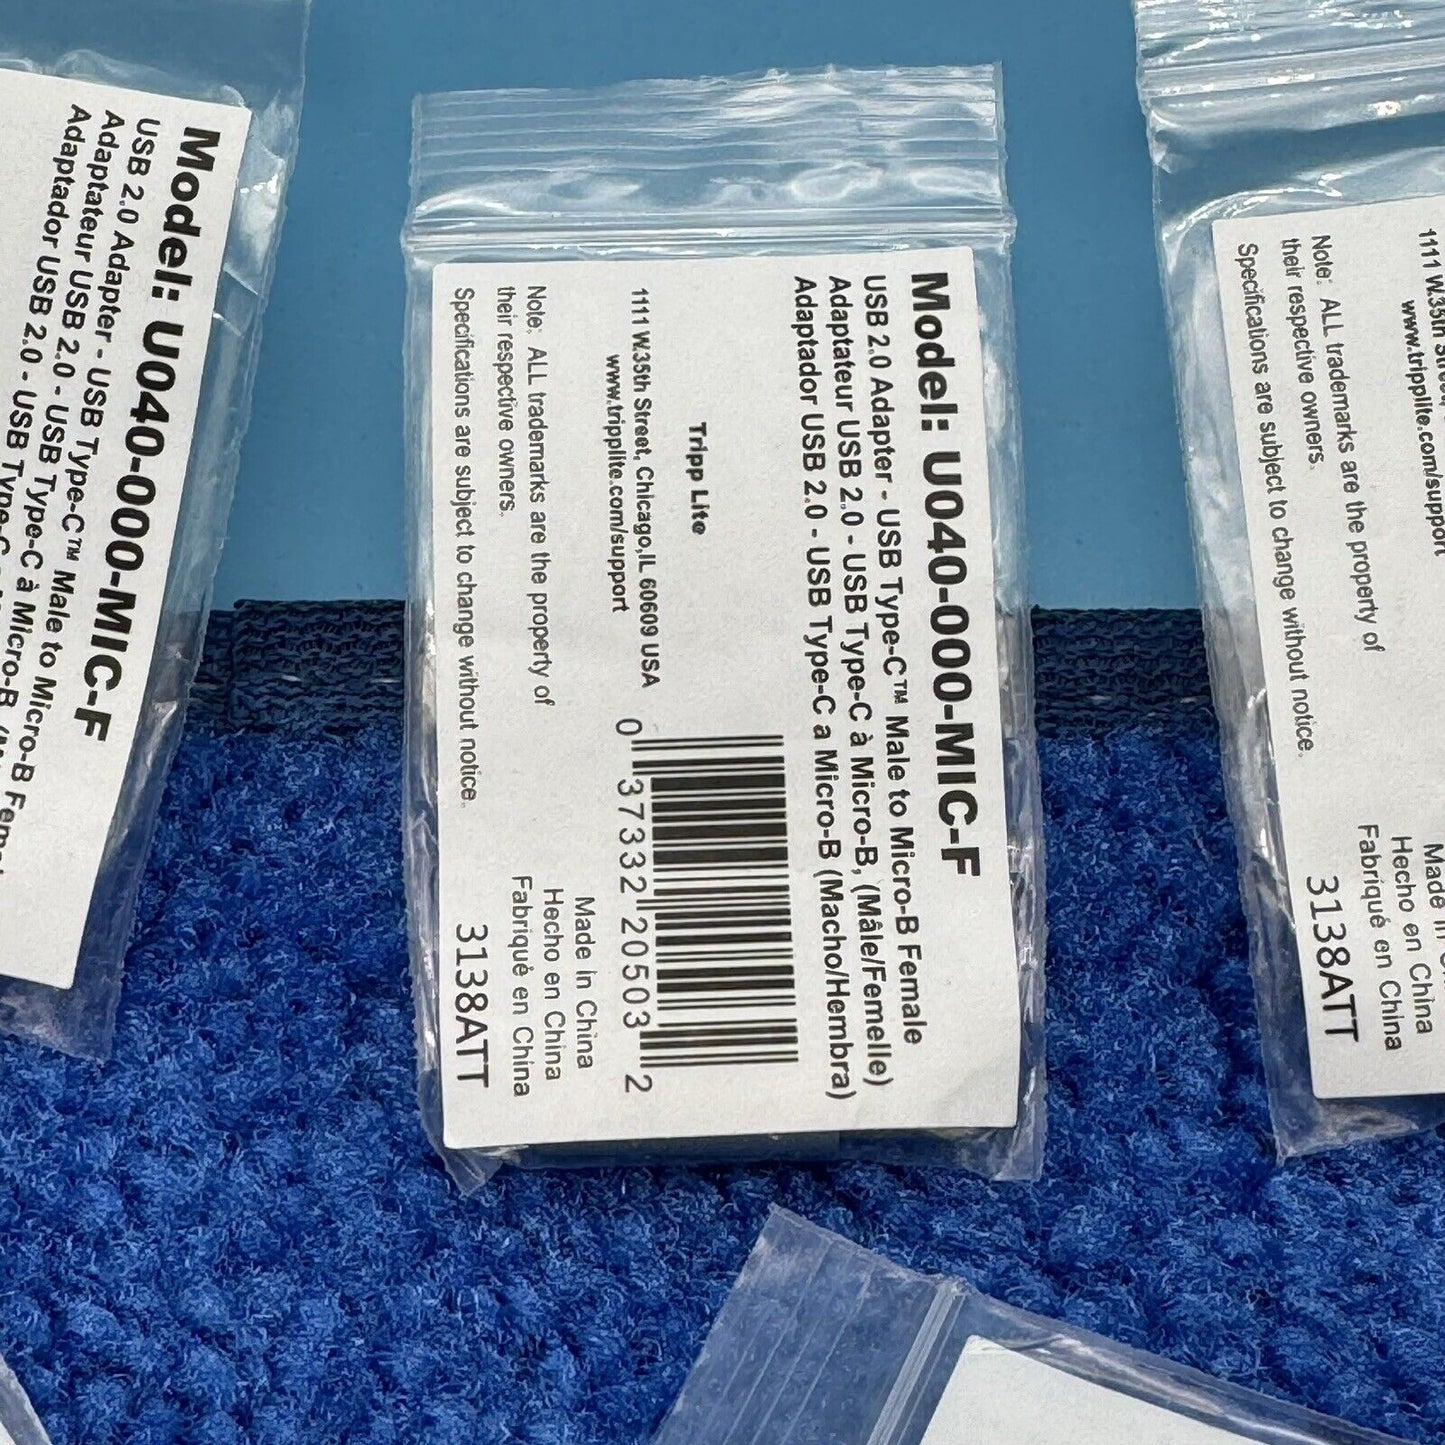 Model: U040-000-MIC-F
USB 2.0 Adapter - USB Type-C™ Male to Micro-B
Adaptateur USB 2.0 - USB Type-C à Micro-B,
Adaptador USB 2.0 - USB Type-C
Model: U040-000-MIC-F
USB 2.0 Adapter - USB Type-C™ Male to Micro-B Female
Adaptateur USB 2.0 - USB Type-C à Micro-B, (Mâle/Femelle)
Adaptador USB 2.0 - USB Type-C a Micro-B (Macho/Hembra)
Tripp Lite
1111 W.35th Street, Chicago,IL 60609 USA
www.tripplite.com/support
Note: ALL trademarks are the property of
their respective owners.
Specifications are subject to change without notice.
0 37332 20503 2
Made in China
Hecho en China
Fabriqué en China
3138ATT
1111 W.35th
www.tripplite.com/support
Note: ALL trademarks are the property of
their respective owners.
Specifications are subject to change without notice.
Made in
Hecho en China
Fabriqué en China
3138ATT